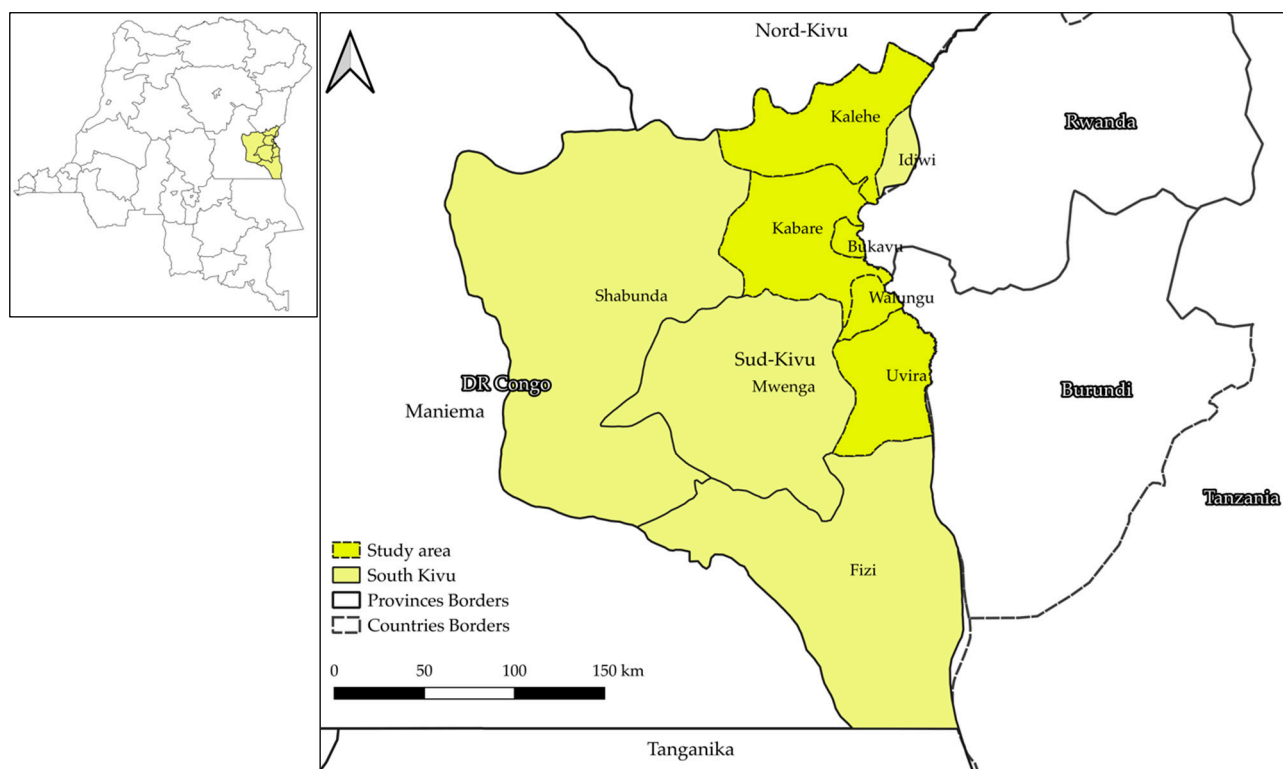 Nord-Kivu
Kalehe
Rwanda
Idjwi
Kabare
Bukavu
Shabunda
Walungu
Sud-Kivu
Uvira
DR Congo
Mwenga
Burundi
Maniema
Tanzania
Study area
South Kivu
Fizi
Provinces Borders
Countries Borders
0 50 100 150 km
Tanganika